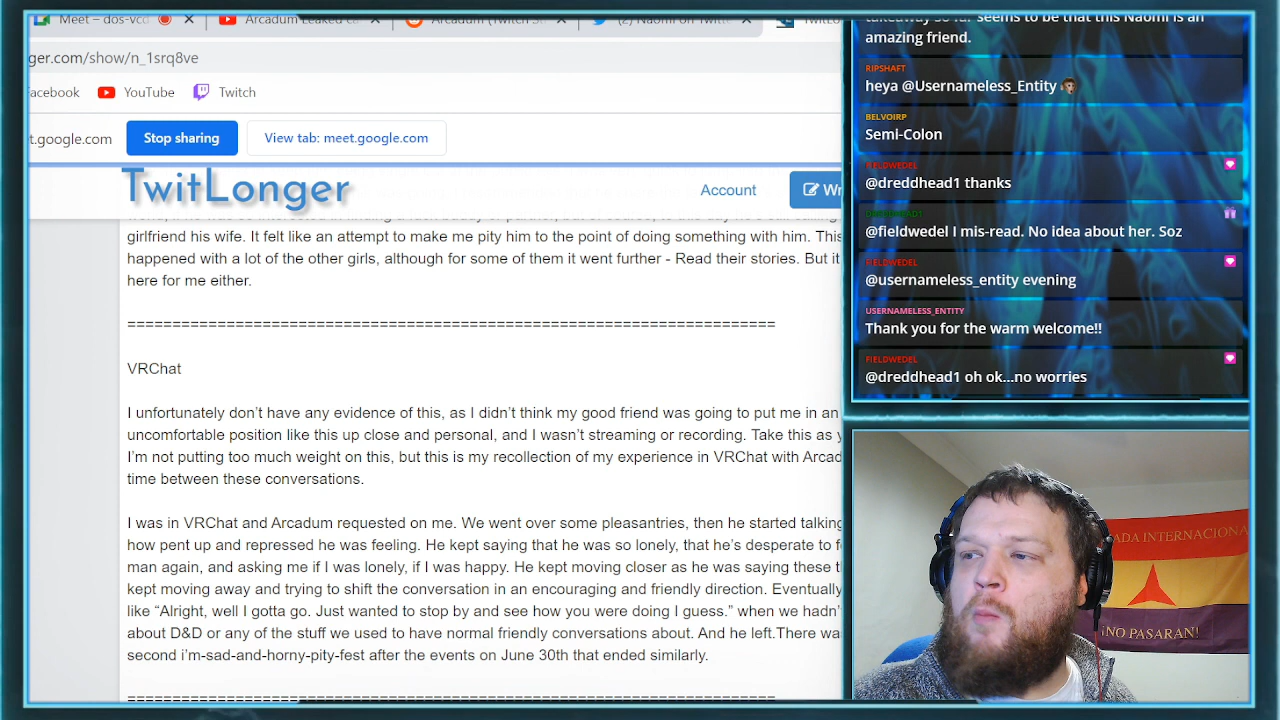 Meet – dos-vcd
Arcadum Leaked ca
Arcadum (Twitch S
(2) Naomi on Twitte
TwitLo
ger.com/show/n_1srq8ve
acebook
YouTube
Twitch
t.google.com
Stop sharing
View tab: meet.google.com
TwitLonger
Account
Wr
girlfriend his wife. It felt like an attempt to make me pity him to the point of doing something with him. This
happened with a lot of the other girls, although for some of them it went further - Read their stories. But it
here for me either.
========================================================================
VRChat
I unfortunately don’t have any evidence of this, as I didn’t think my good friend was going to put me in an
uncomfortable position like this up close and personal, and I wasn’t streaming or recording. Take this as y
I’m not putting too much weight on this, but this is my recollection of my experience in VRChat with Arcad
time between these conversations.
I was in VRChat and Arcadum requested on me. We went over some pleasantries, then he started talking
how pent up and repressed he was feeling. He kept saying that he was so lonely, that he’s desperate to f
man again, and asking me if I was lonely, if I was happy. He kept moving closer as he was saying these t
kept moving away and trying to shift the conversation in an encouraging and friendly direction. Eventually
like “Alright, well I gotta go. Just wanted to stop by and see how you were doing I guess.” when we hadn’
about D&D or any of the stuff we used to have normal friendly conversations about. And he left.There wa
second i’m-sad-and-horny-pity-fest after the events on June 30th that ended similarly.
========================================================================
takeaway so far seems to be that this Naomi is an
amazing friend.
RIPSHAFT
heya @Usernameless_Entity
BELVOIRP
Semi-Colon
FIELDWEDEL
@dreddhead1 thanks
DREDDHEAD1
@fieldwedel I mis-read. No idea about her. Soz
FIELDWEDEL
@usernameless_entity evening
USERNAMELESS_ENTITY
Thank you for the warm welcome!!
FIELDWEDEL
@dreddhead1 oh ok...no worries
ADA INTERNACIONA
¡NO PASARAN!